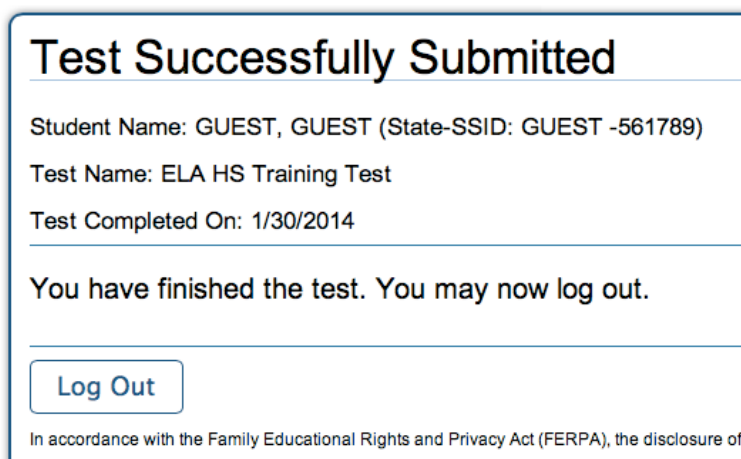 Test Successfully Submitted
Student Name: GUEST, GUEST (State-SSID: GUEST -561789)
Test Name: ELA HS Training Test
Test Completed On: 1/30/2014
You have finished the test. You may now log out.
Log Out
In accordance with the Family Educational Rights and Privacy Act (FERPA), the disclosure of